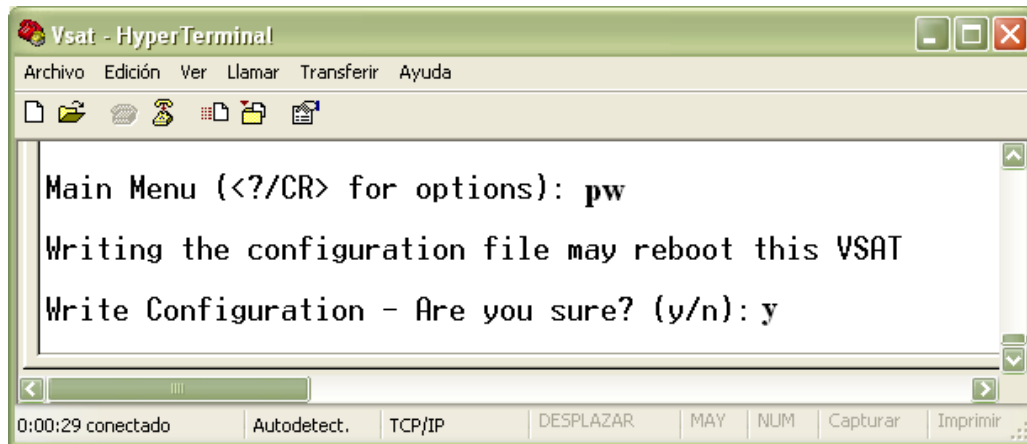 Vsat - HyperTerminal
Archivo Edición Ver Llamar Transferir Ayuda
Main Menu (<?/CR> for options): pw
Writing the configuration file may reboot this VSAT
Write Configuration - Are you sure? (y/n): y
0:00:29 conectado Autodetect. TCP/IP DESPLAZAR MAY NUM Capturar Imprimir